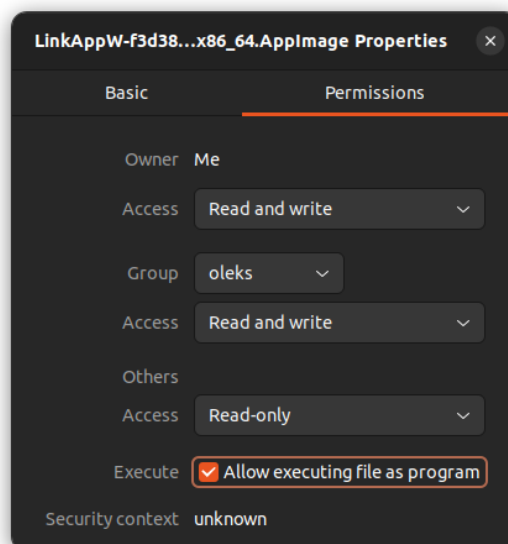 LinkAppW-f3d38...x86_64.AppImage Properties
Basic Permissions
Owner Me
Access Read and write
Group oleks
Access Read and write
Others
Access Read-only
Execute Allow executing file as program
Security context unknown